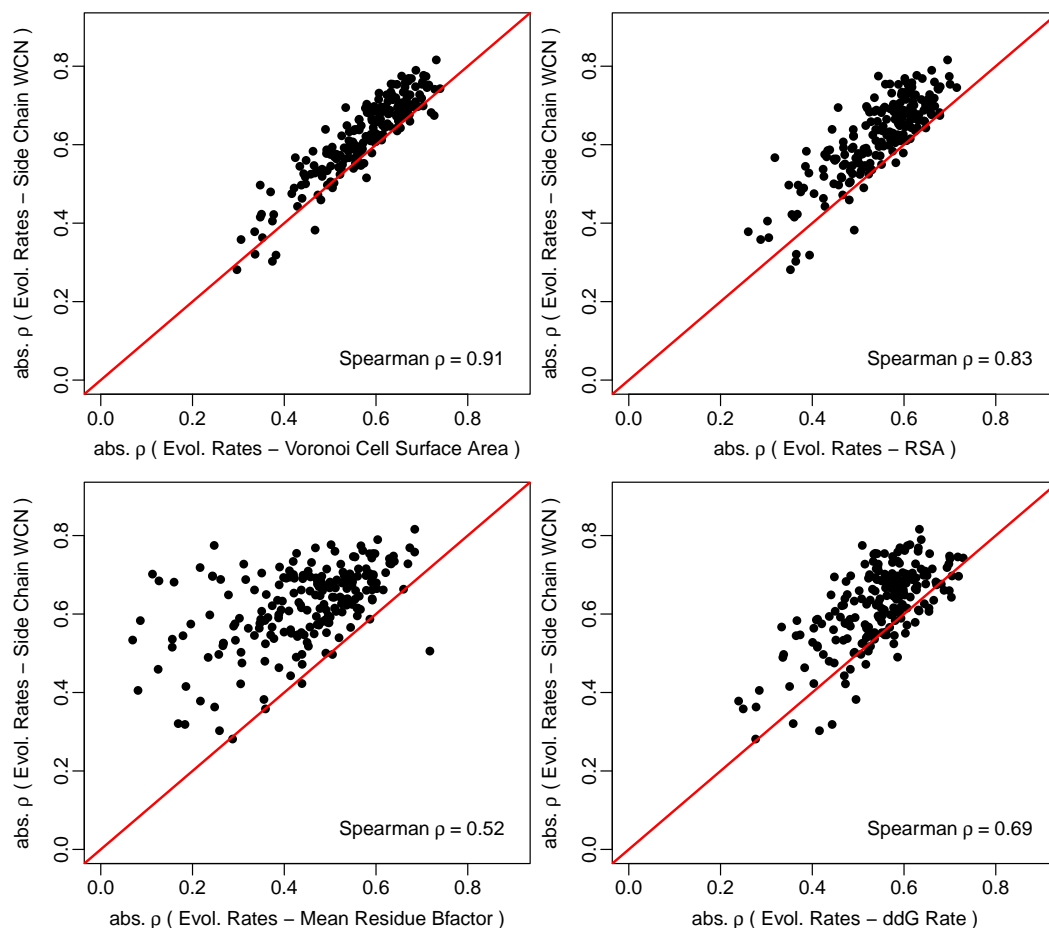 abs. ρ ( Evol. Rates − Side Chain WCN )
0.0 0.2 0.4 0.6 0.8
Spearman ρ = 0.91
0.0 0.2 0.4 0.6 0.8
abs. ρ ( Evol. Rates − Voronoi Cell Surface Area )
abs. ρ ( Evol. Rates − Side Chain WCN )
0.0 0.2 0.4 0.6 0.8
Spearman ρ = 0.83
0.0 0.2 0.4 0.6 0.8
abs. ρ ( Evol. Rates − RSA )
abs. ρ ( Evol. Rates − Side Chain WCN )
0.0 0.2 0.4 0.6 0.8
Spearman ρ = 0.52
0.0 0.2 0.4 0.6 0.8
abs. ρ ( Evol. Rates − Mean Residue Bfactor )
abs. ρ ( Evol. Rates − Side Chain WCN )
0.0 0.2 0.4 0.6 0.8
Spearman ρ = 0.69
0.0 0.2 0.4 0.6 0.8
abs. ρ ( Evol. Rates − ddG Rate )